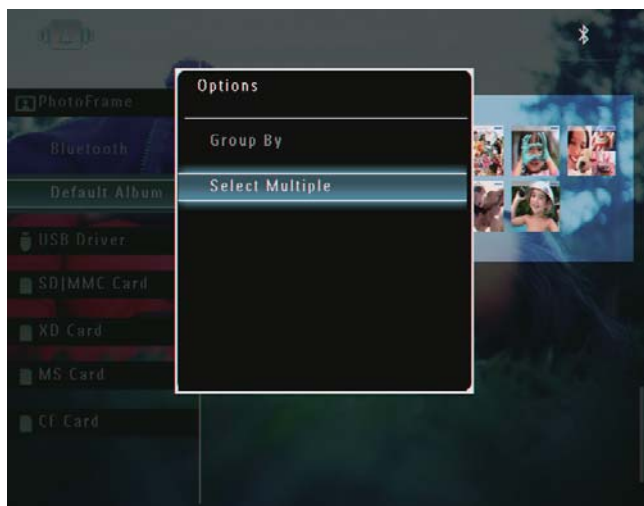 Options
Group By
Select Multiple
PhotoFrame
Bluetooth
Default Album
USB Driver
SD|MMC Card
XD Card
MS Card
CF Card